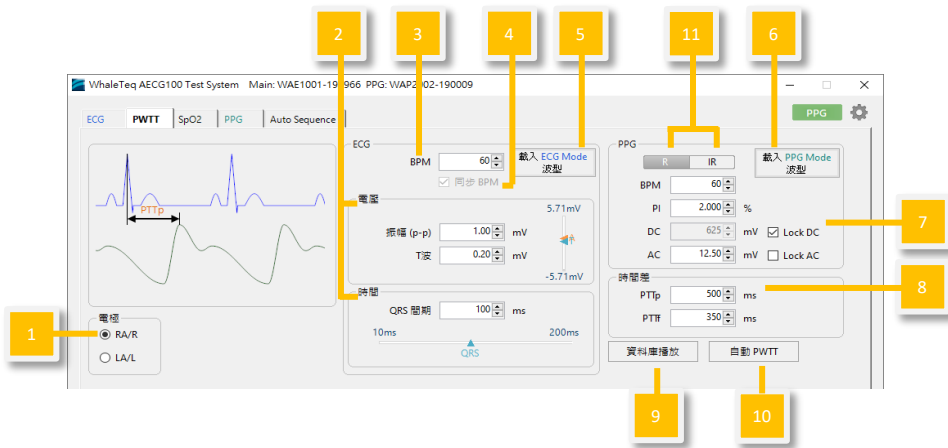 2
3
4
5
11
6
WhaleTeq AECG100 Test System Main: WAE1001-19 966 PPG: WAP2 02-190009
ECG
PWTT
SpO2
PPG
Auto Sequence
PPG
PTTp
ECG
BPM 60
同步 BPM
載入 ECG Mode
波型
電壓
5.71mV
振幅 (p-p) 1.00 mV
T波 0.20 mV
-5.71mV
時間
QRS 間期 100 ms
10ms
200ms
QRS
PPG
R
IR
載入 PPG Mode
波型
BPM 60
PI 2.000 %
DC 625 mV Lock DC
AC 12.50 mV Lock AC
7
時間差
PTTp 500 ms
PTTf 350 ms
8
1
電極
RA/R
LA/L
資料庫播放
自動 PWTT
9
10